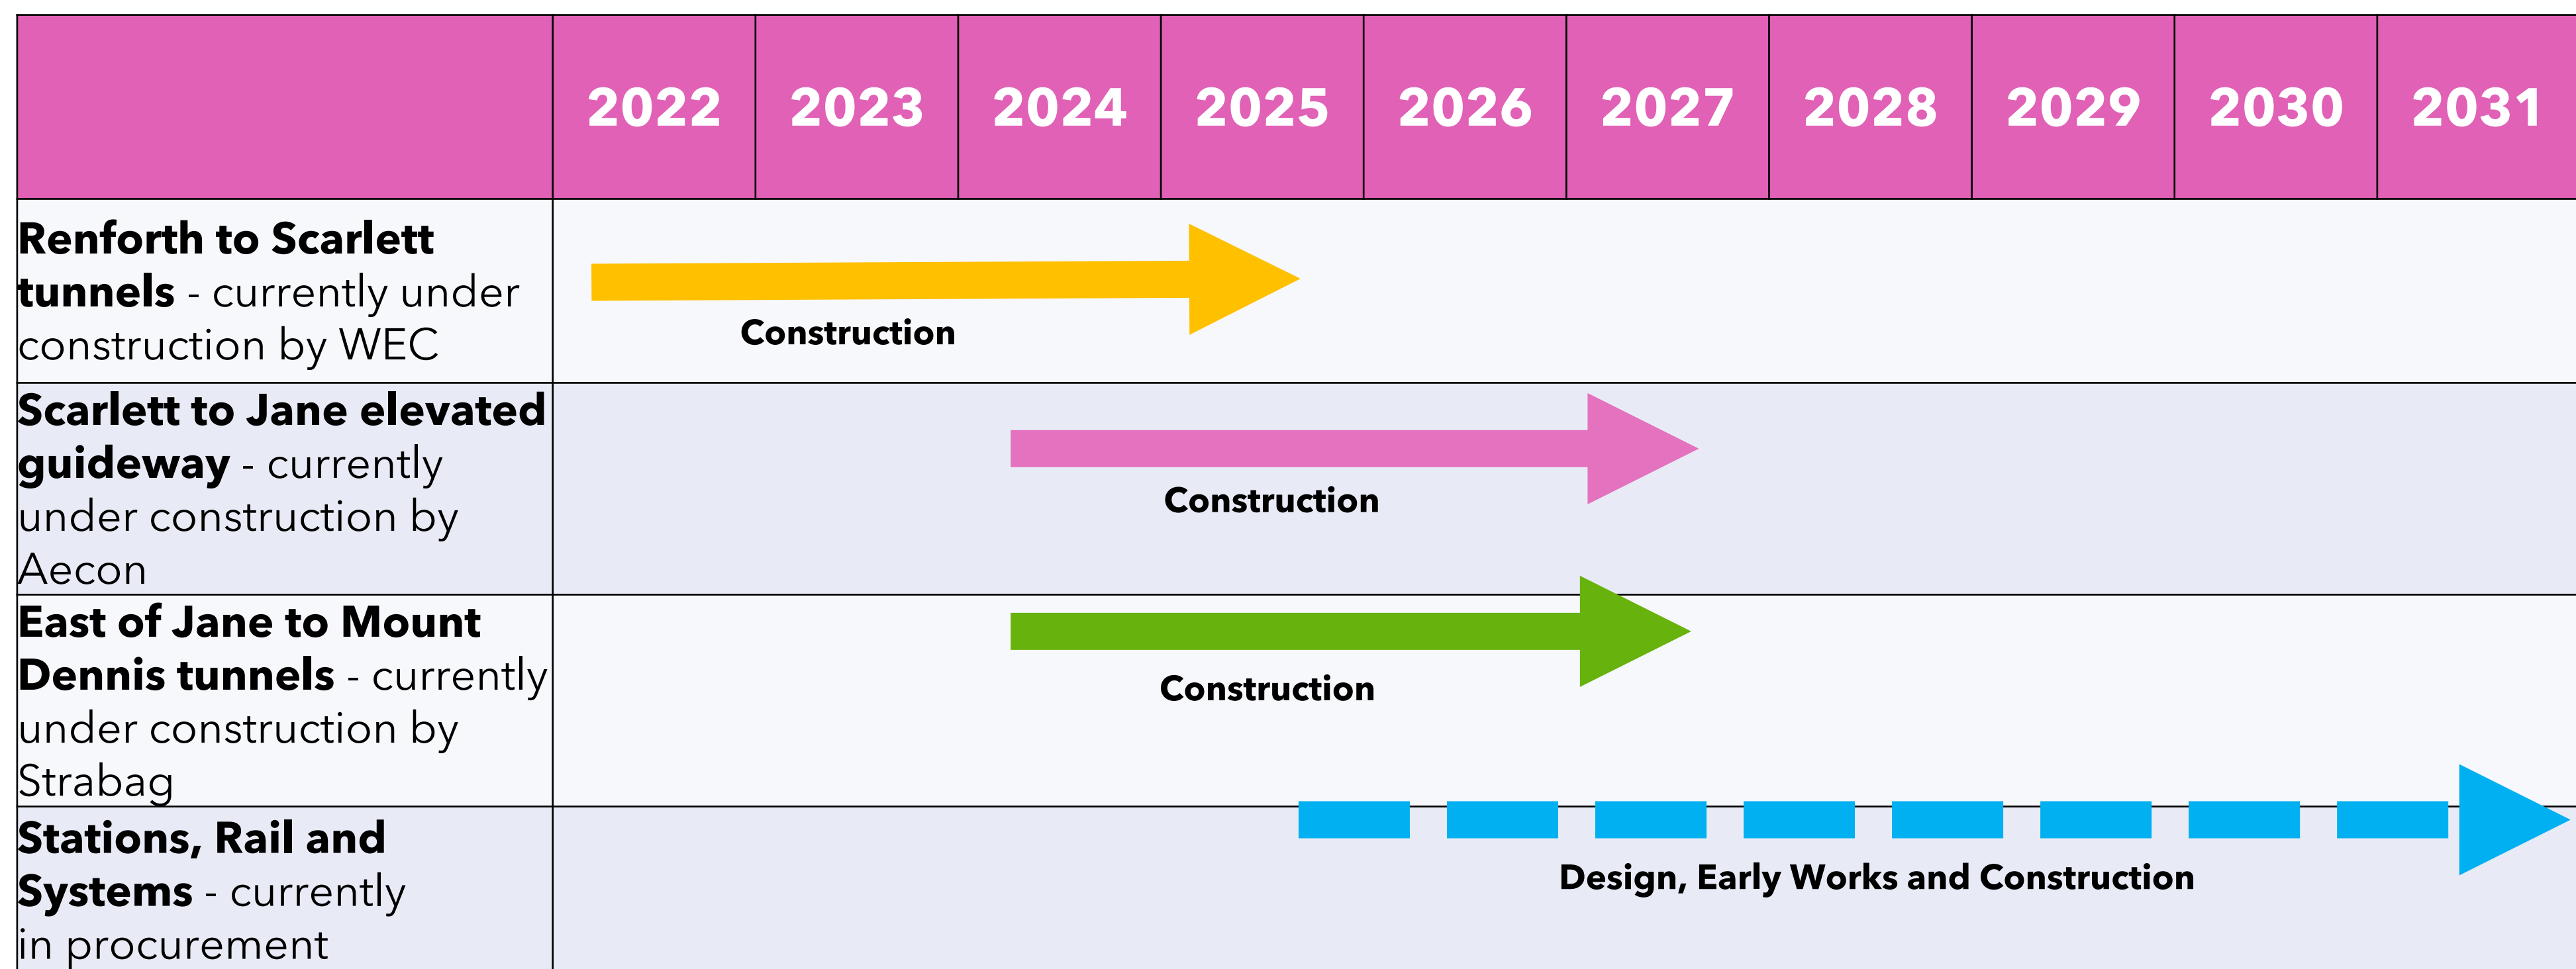 2022 2023 2024 2025 2026 2027 2028 2029 2030 2031
Renforth to Scarlett
tunnels - currently under
construction by WEC
Construction
Scarlett to Jane elevated
guideway - currently
under construction by
Aecon
Construction
East of Jane to Mount
Dennis tunnels - currently
under construction by
Strabag
Construction
Stations, Rail and
Systems - currently
in procurement
Design, Early Works and Construction